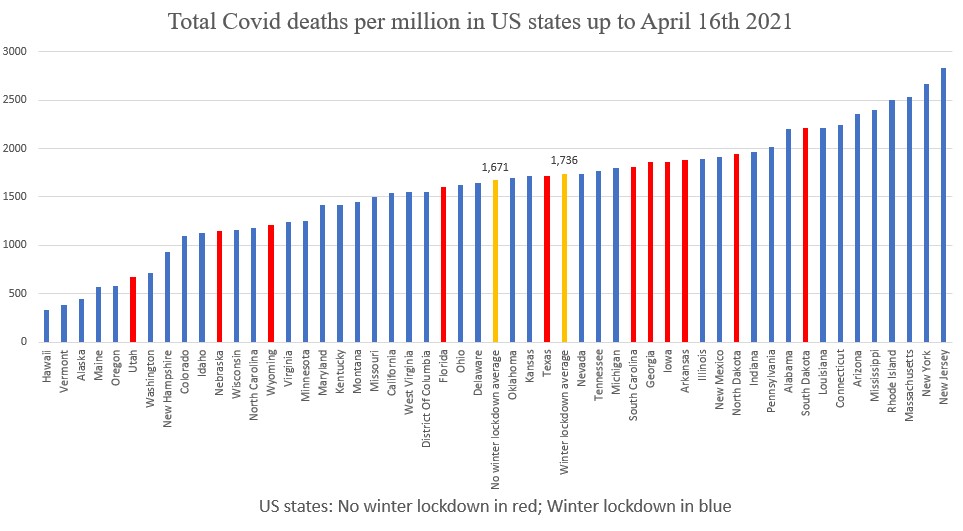 Total Covid deaths per million in US states up to April 16th 2021
3000
2500
2000
1500
1000
500
0
1,671
1,736
Hawaii
Vermont
Alaska
Maine
Oregon
Utah
Washington
New Hampshire
Colorado
Idaho
Nebraska
Wisconsin
North Carolina
Wyoming
Virginia
Minnesota
Maryland
Kentucky
Montana
Missouri
California
West Virginia
District Of Columbia
Florida
Ohio
Delaware
No winter lockdown average
Oklahoma
Kansas
Texas
Winter lockdown average
Nevada
Tennessee
Michigan
South Carolina
Georgia
Iowa
Arkansas
Illinois
New Mexico
North Dakota
Indiana
Pennsylvania
Alabama
South Dakota
Louisiana
Connecticut
Arizona
Mississippi
Rhode Island
Massachusetts
New York
New Jersey
US states: No winter lockdown in red; Winter lockdown in blue